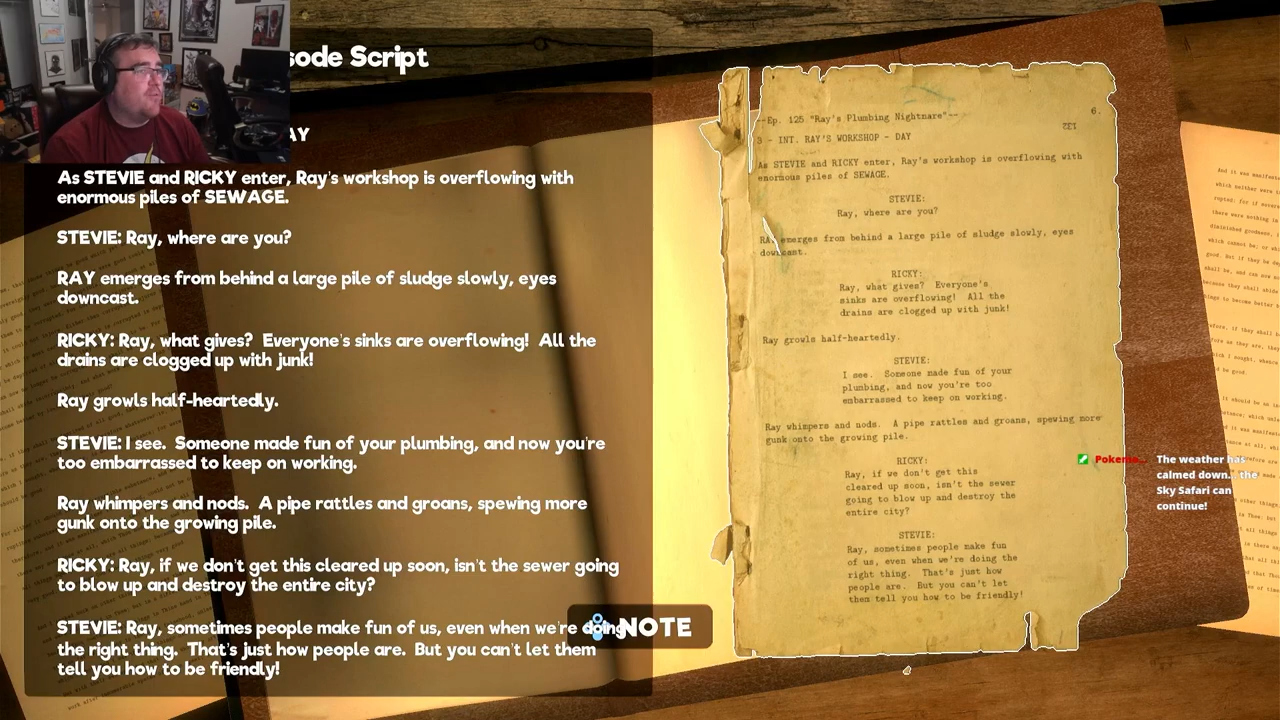 sode Script
AY
As STEVIE and RICKY enter, Ray's workshop is overflowing with
enormous piles of SEWAGE.
STEVIE: Ray, where are you?
RAY emerges from behind a large pile of sludge slowly, eyes
downcast.
RICKY: Ray, what gives?  Everyone's sinks are overflowing!  All the
drains are clogged up with junk!
Ray growls half-heartedly.
STEVIE: I see.  Someone made fun of your plumbing, and now you're
too embarrassed to keep on working.
Ray whimpers and nods.  A pipe rattles and groans, spewing more
gunk onto the growing pile.
RICKY: Ray, if we don't get this cleared up soon, isn't the sewer going
to blow up and destroy the entire city?
STEVIE: Ray, sometimes people make fun of us, even when we're doing
the right thing.  That's just how people are.  But you can't let them
tell you how to be friendly!
NOTE
6.
--Ep. 125 "Ray's Plumbing Nightmare"--
3 - INT. RAY'S WORKSHOP - DAY
As STEVIE and RICKY enter, Ray's workshop is overflowing with
enormous piles of SEWAGE.
STEVIE:
Ray, where are you?
RAY emerges from behind a large pile of sludge slowly, eyes
downcast.
RICKY:
Ray, what gives?  Everyone's
sinks are overflowing!  All the
drains are clogged up with junk!
Ray growls half-heartedly.
STEVIE:
I see.  Someone made fun of your
plumbing, and now you're too
embarrassed to keep on working.
Ray whimpers and nods.  A pipe rattles and groans, spewing more
gunk onto the growing pile.
RICKY:
Ray, if we don't get this
cleared up soon, isn't the sewer
going to blow up and destroy the
entire city?
STEVIE:
Ray, sometimes people make fun
of us, even when we're doing the
right thing.  That's just how
people are.  But you can't let
them tell you how to be friendly!
Pokemo...
The weather has
calmed down... the
Sky Safari can
continue!